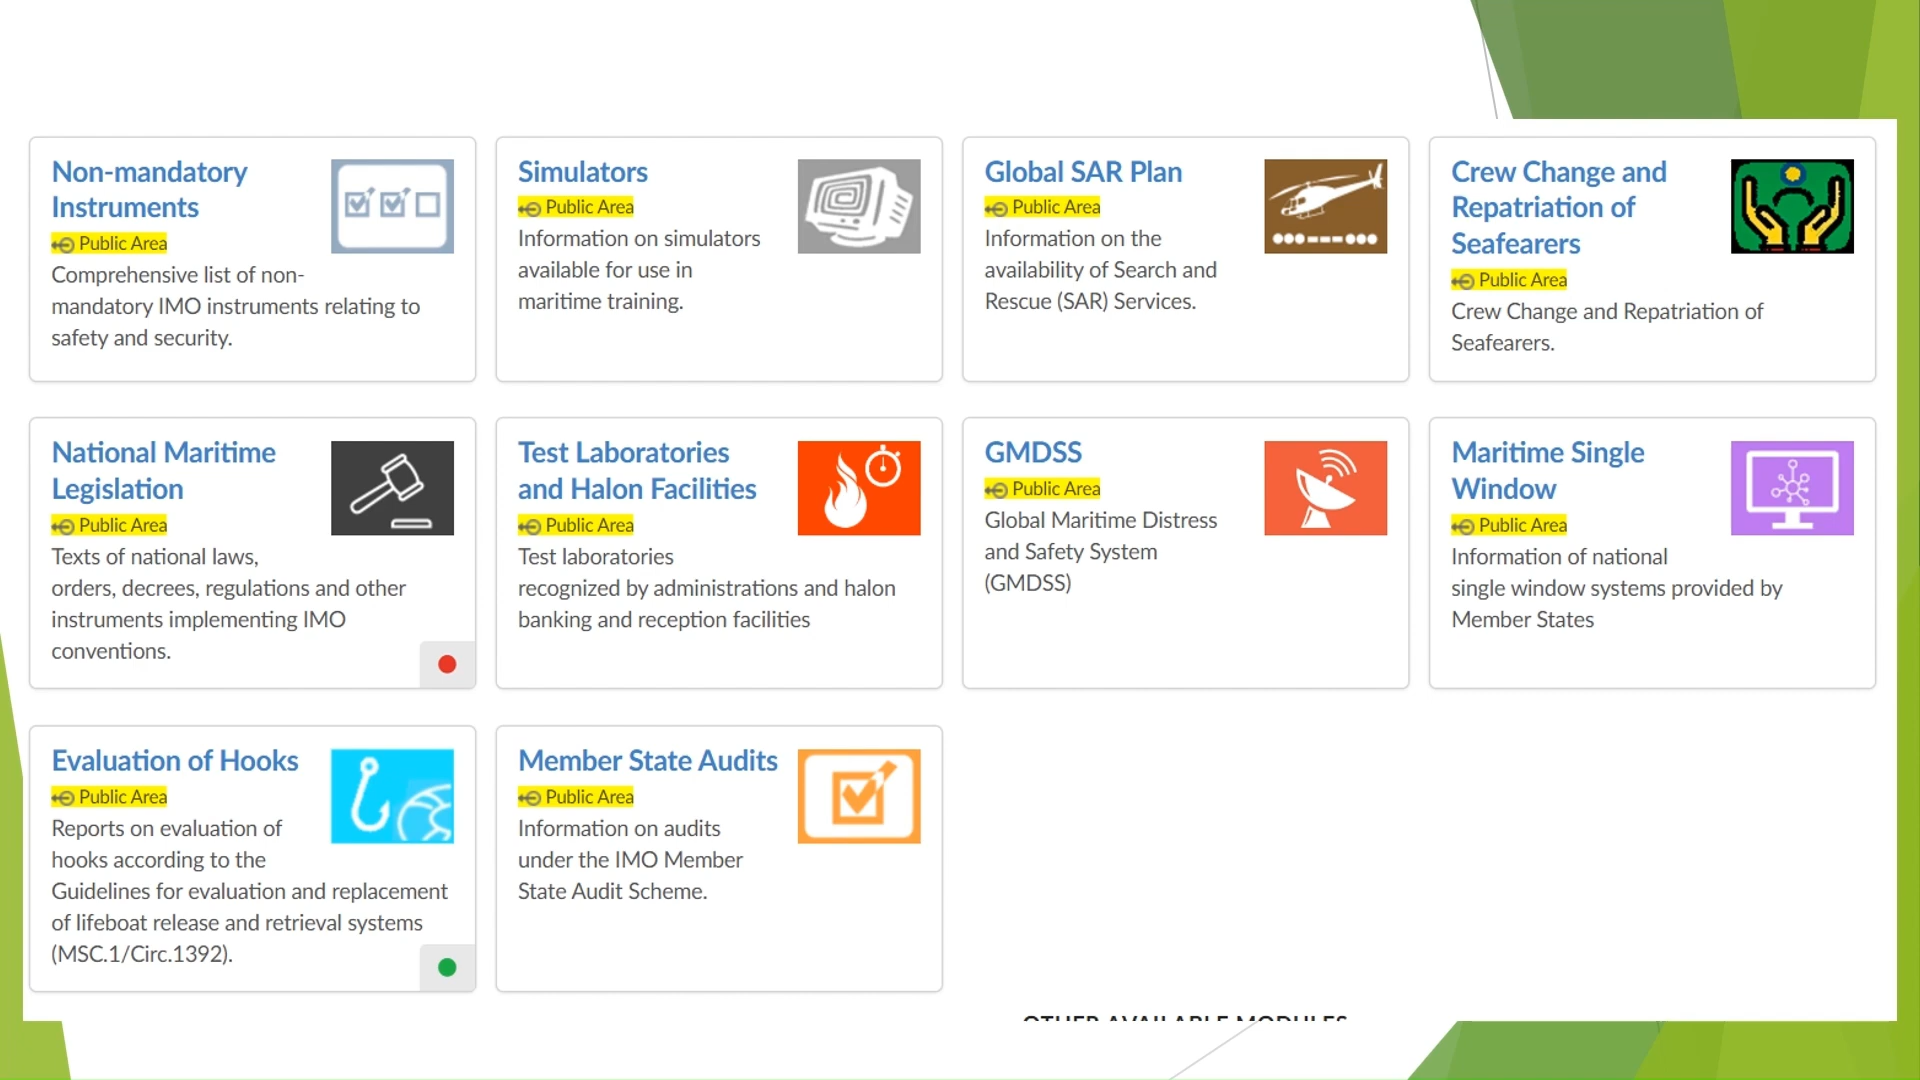 Non-mandatory
Instruments
Public Area
Comprehensive list of non-
mandatory IMO instruments relating to
safety and security.
Simulators
Public Area
Information on simulators
available for use in
maritime training.
Global SAR Plan
Public Area
Information on the
availability of Search and
Rescue (SAR) Services.
Crew Change and
Repatriation of
Seafearers
Public Area
Crew Change and Repatriation of
Seafearers.
National Maritime
Legislation
Public Area
Texts of national laws,
orders, decrees, regulations and other
instruments implementing IMO
conventions.
Test Laboratories
and Halon Facilities
Public Area
Test laboratories
recognized by administrations and halon
banking and reception facilities
GMDSS
Public Area
Global Maritime Distress
and Safety System
(GMDSS)
Maritime Single
Window
Public Area
Information of national
single window systems provided by
Member States
Evaluation of Hooks
Public Area
Reports on evaluation of
hooks according to the
Guidelines for evaluation and replacement
of lifeboat release and retrieval systems
(MSC.1/Circ.1392).
Member State Audits
Public Area
Information on audits
under the IMO Member
State Audit Scheme.
OTHER AVAILABLE MODULES